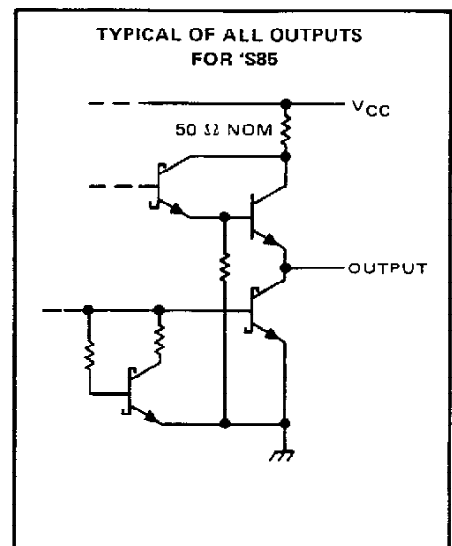 TYPICAL OF ALL OUTPUTS
FOR 'S85
VCC
50 Ω NOM
OUTPUT